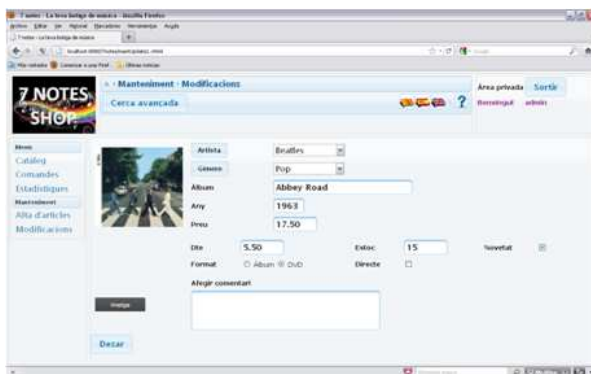 7 notes - La teva botiga de música - Mozilla Firefox
7 NOTES
SHOP
Manteniment · Modificacions
Cerca avançada
?
Àrea privada
Sortir
Benvingut admin
Menú
Catàleg
Comandes
Estadístiques
Manteniment
Alta d'articles
Modificacions
Artista
Beatles
Gènere
Pop
Àlbum
Abbey Road
Any
1963
Preu
17.50
Dte
5.50
Estoc
15
Novetat
Format
Àlbum
DVD
Directe
Afegir comentari
Desar